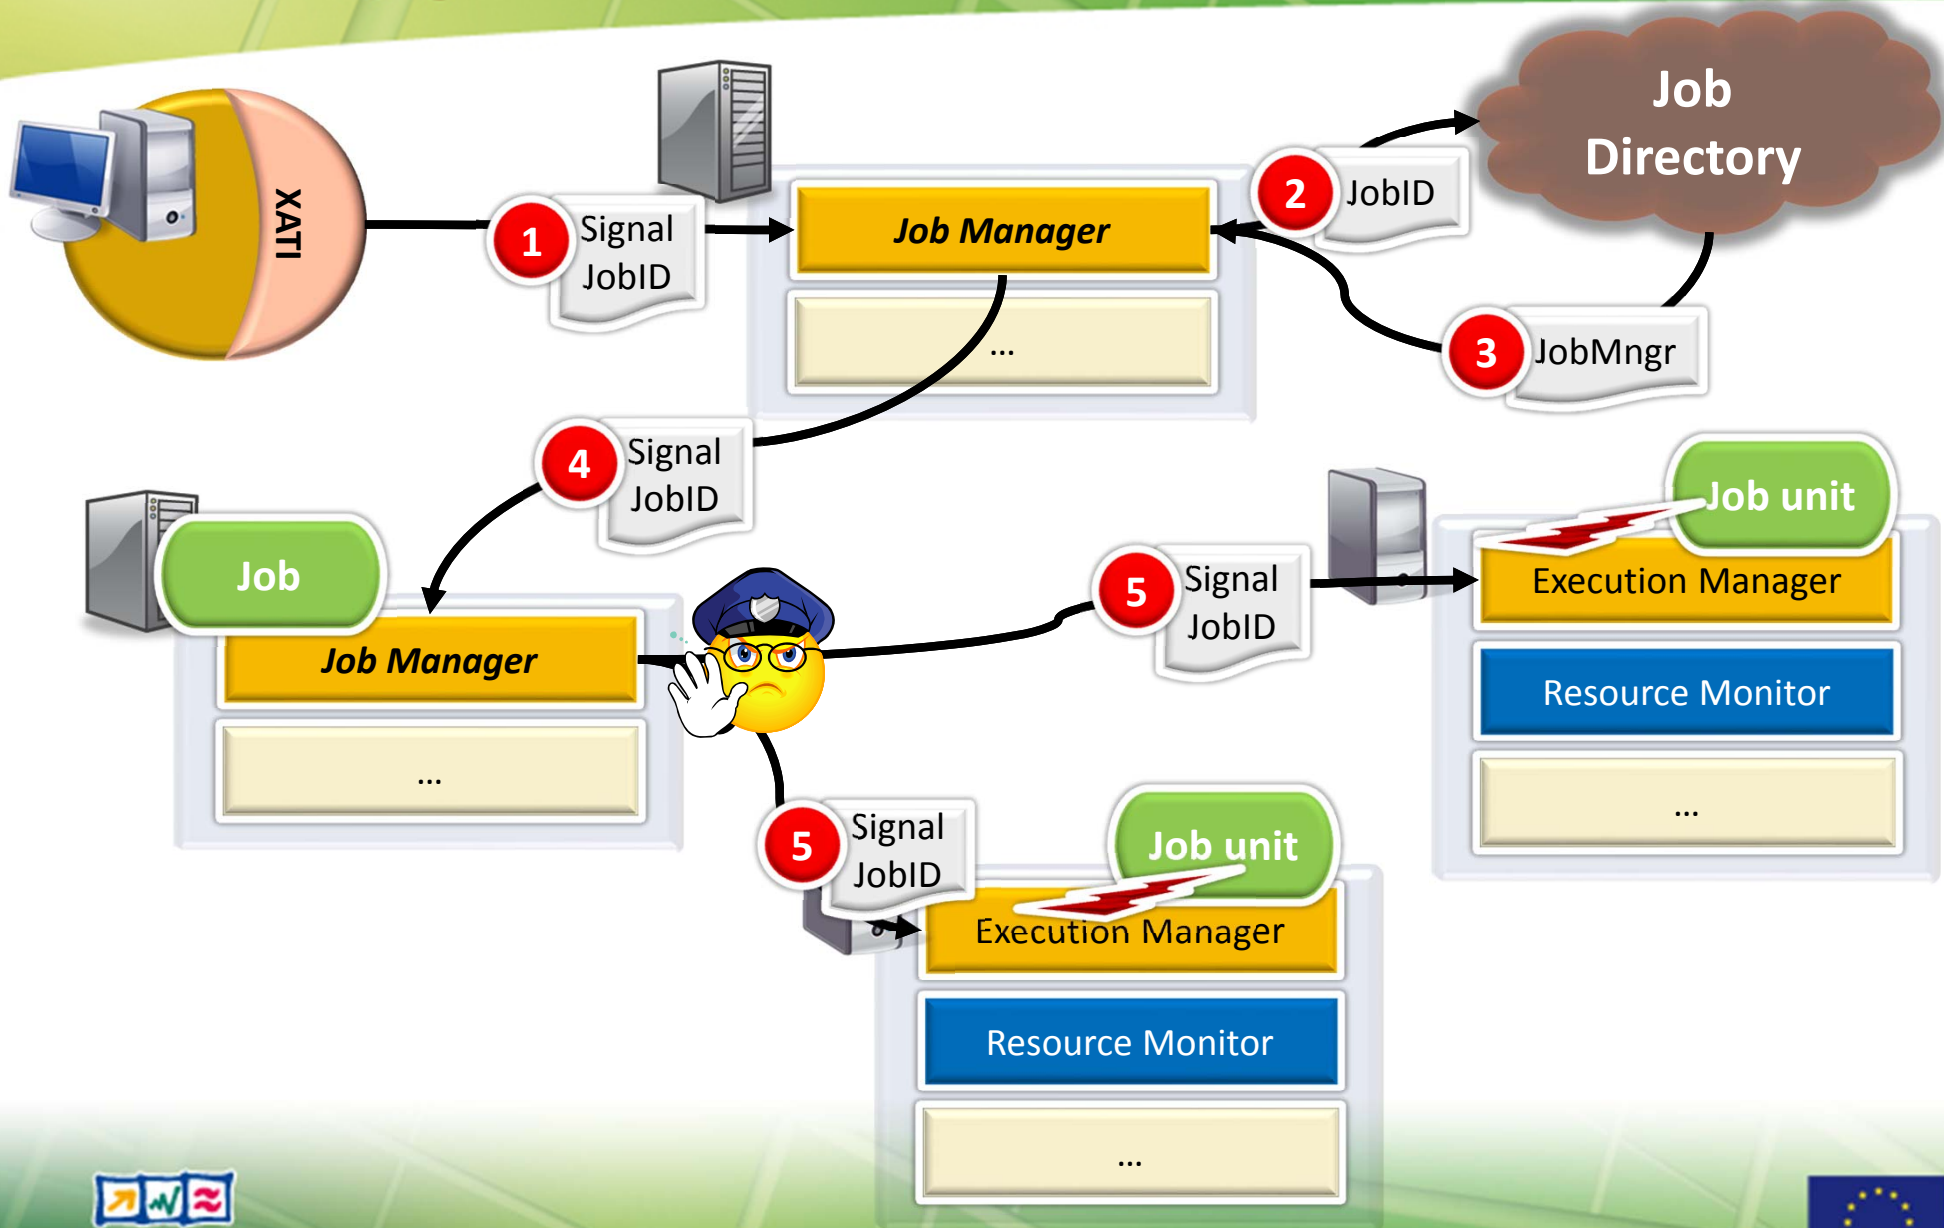 Job
Directory
XATI
1
Signal
JobID
Job Manager
2
JobID
...
3
JobMngr
4
Signal
JobID
Job
Job Manager
...
5
Signal
JobID
Job unit
Execution Manager
Resource Monitor
...
5
Signal
JobID
Job unit
Execution Manager
Resource Monitor
...